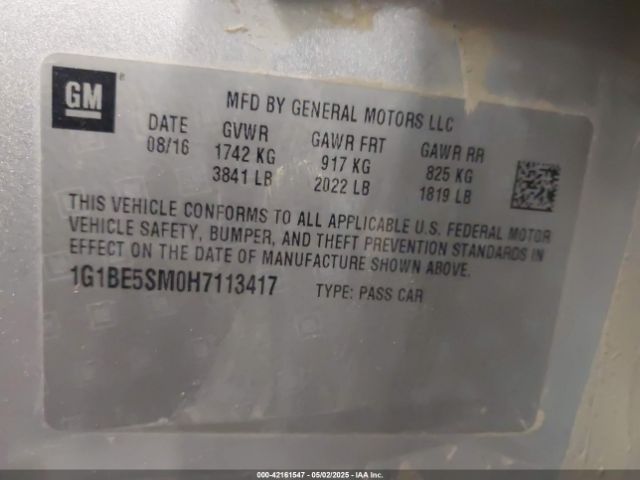 GM
MFD BY GENERAL MOTORS LLC
DATE GVWR GAWR FRT GAWR RR
08/16 1742 KG 917 KG 825 KG
3841 LB 2022 LB 1819 LB
THIS VEHICLE CONFORMS TO ALL APPLICABLE U.S. FEDERAL MOTOR
VEHICLE SAFETY, BUMPER, AND THEFT PREVENTION STANDARDS IN
EFFECT ON THE DATE OF MANUFACTURE SHOWN ABOVE.
1G1BE5SM0H7113417 TYPE: PASS CAR
000-42161547 - 05/02/2025 - IAA Inc.